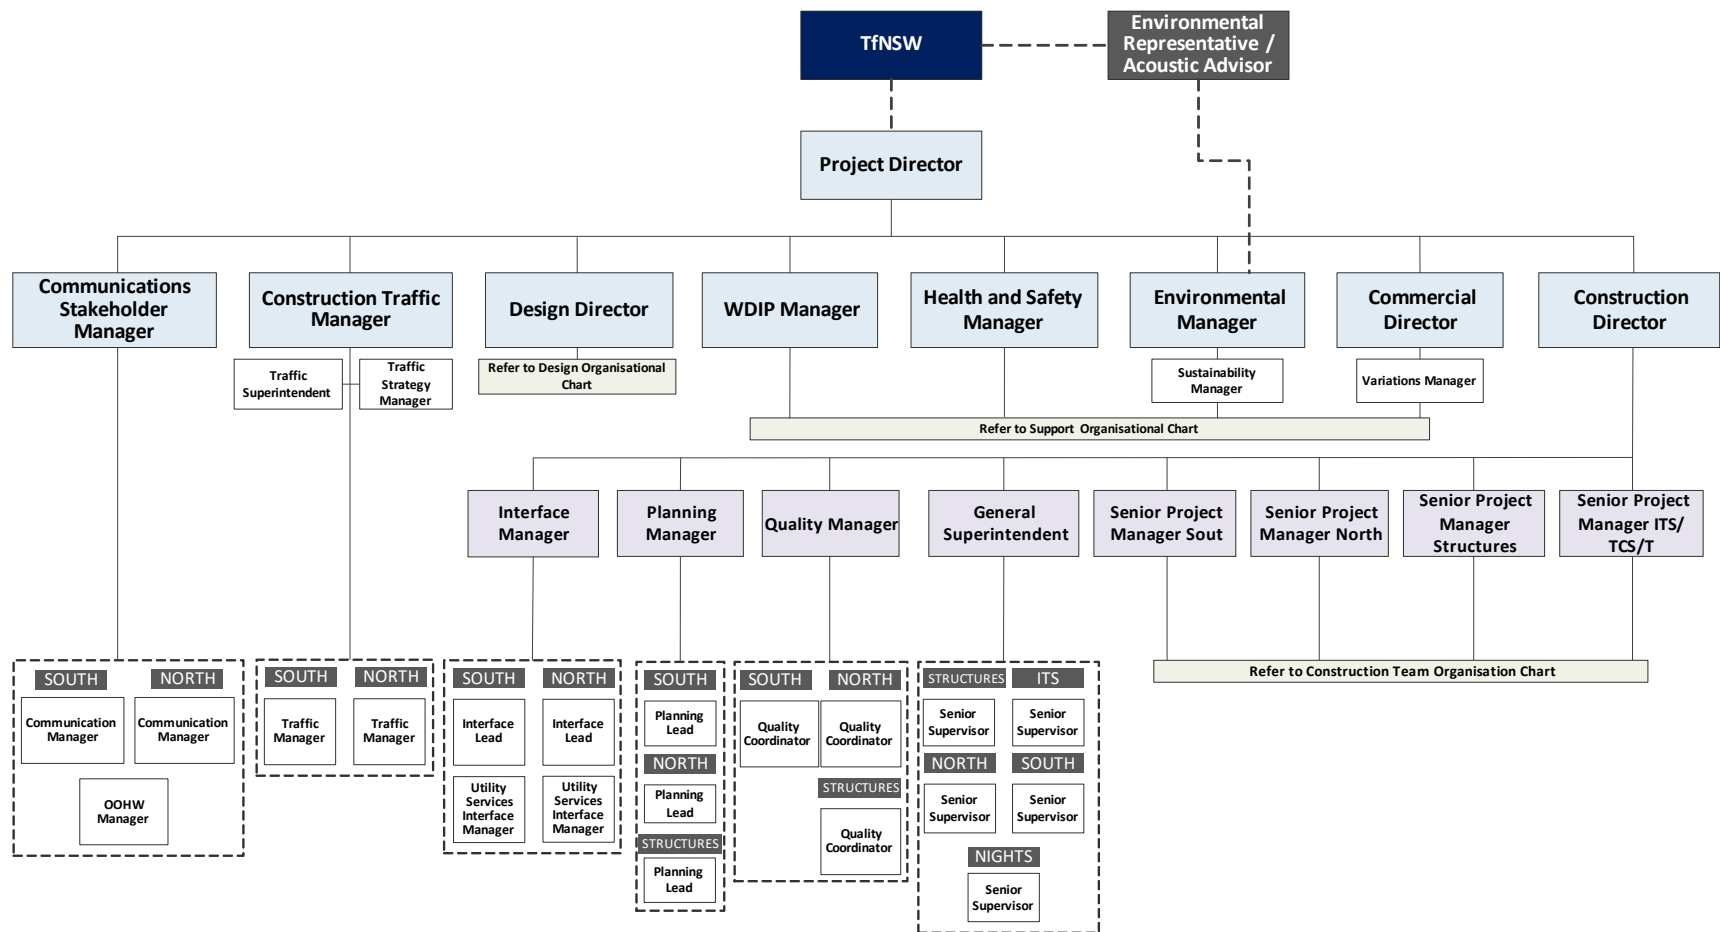 TfNSW
Environmental
Representative /
Acoustic Advisor
Project Director
Communications
Stakeholder
Manager
Construction Traffic
Manager
Design Director
WDIP Manager
Health and Safety
Manager
Environmental
Manager
Commercial
Director
Construction
Director
Traffic
Superintendent
Traffic
Strategy
Manager
Refer to Design Organisational
Chart
Sustainability
Manager
Variations Manager
Refer to Support Organisational Chart
Interface
Manager
Planning
Manager
Quality Manager
General
Superintendent
Senior Project
Manager Sout
Senior Project
Manager North
Senior Project
Manager
Structures
Senior Project
Manager ITS/
TCS/T
SOUTH
NORTH
Communication
Manager
Communication
Manager
OOHW
Manager
SOUTH
NORTH
Traffic
Manager
Traffic
Manager
SOUTH
NORTH
Interface
Lead
Interface
Lead
Utility
Services
Interface
Manager
Utility
Services
Interface
Manager
SOUTH
Planning
Lead
NORTH
Planning
Lead
STRUCTURES
Planning
Lead
SOUTH
NORTH
Quality
Coordinator
Quality
Coordinator
STRUCTURES
Quality
Coordinator
STRUCTURES
ITS
Senior
Supervisor
Senior
Supervisor
NORTH
SOUTH
Senior
Supervisor
Senior
Supervisor
NIGHTS
Senior
Supervisor
Refer to Construction Team Organisation Chart